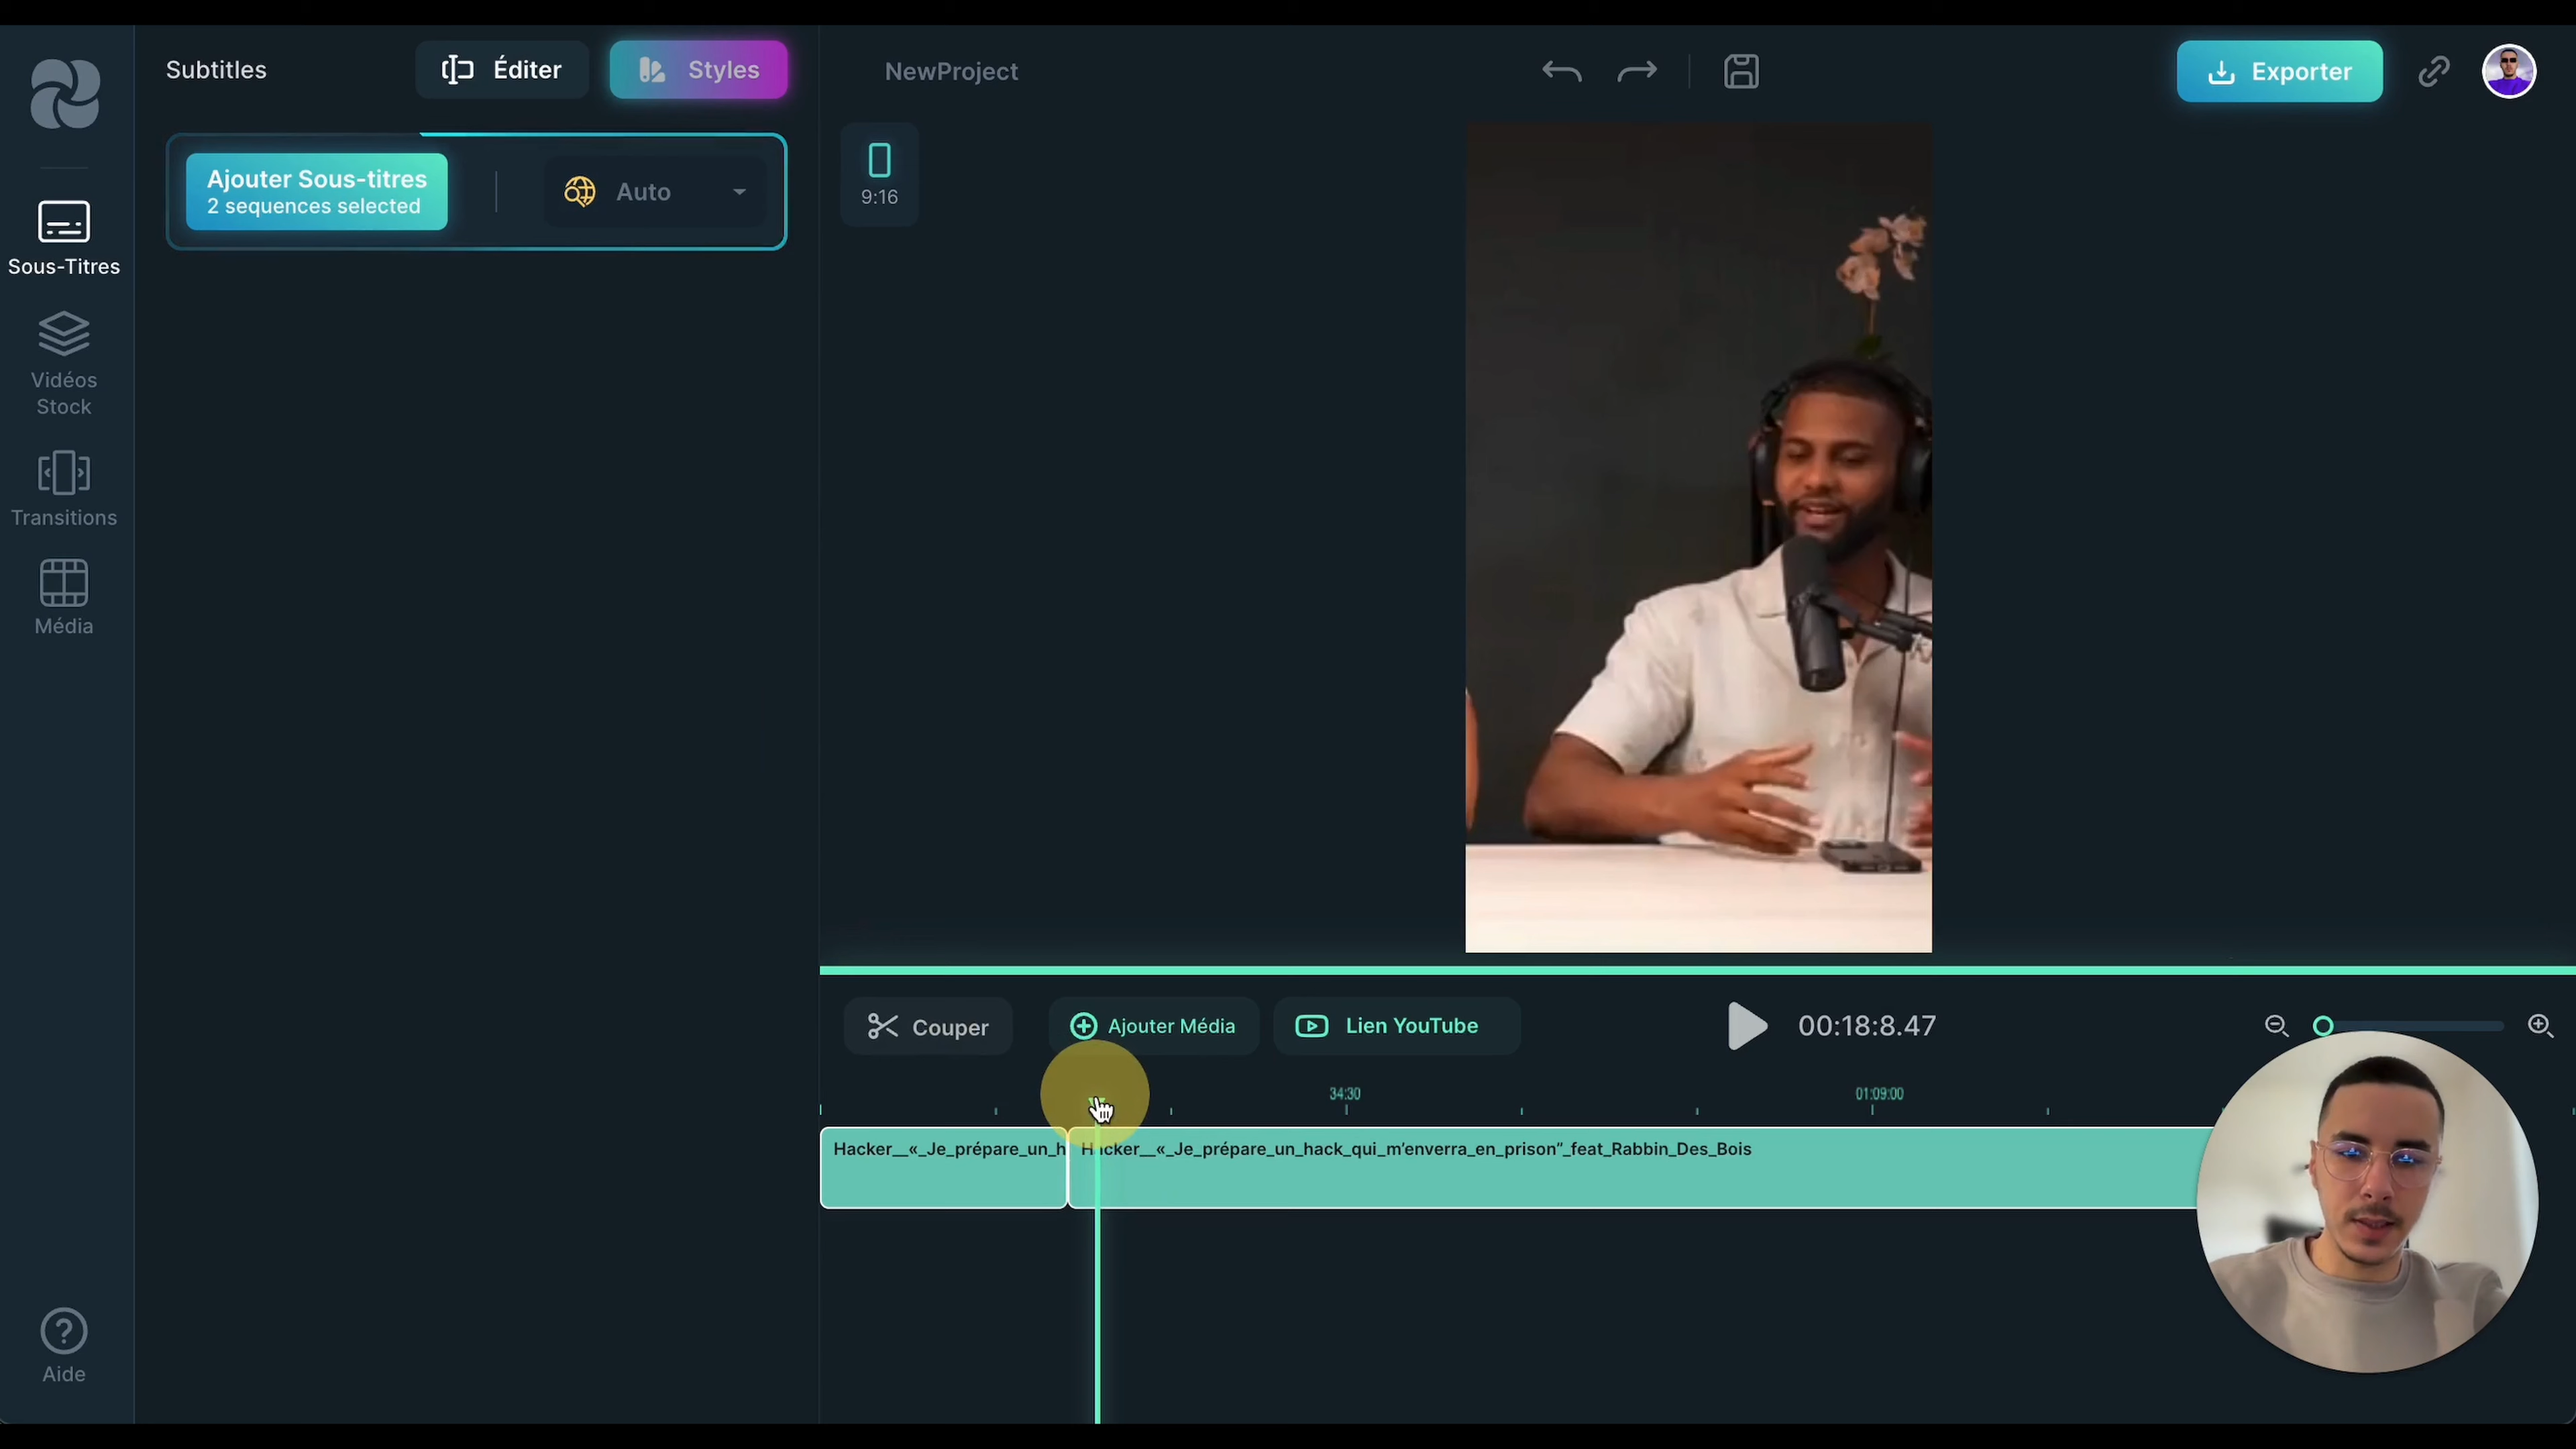 Subtitles
Éditer
Styles
NewProject
Exporter
Ajouter Sous-titres
2 sequences selected
Auto
9:16
Sous-Titres
Vidéos
Stock
Transitions
Média
Aide
Couper
Ajouter Média
Lien YouTube
00:18:8.47
34:30
01:09:00
Hacker__«_Je_prépare_un_h
Hacker__«_Je_prépare_un_hack_qui_m’enverra_en_prison”_feat_Rabbin_Des_Bois